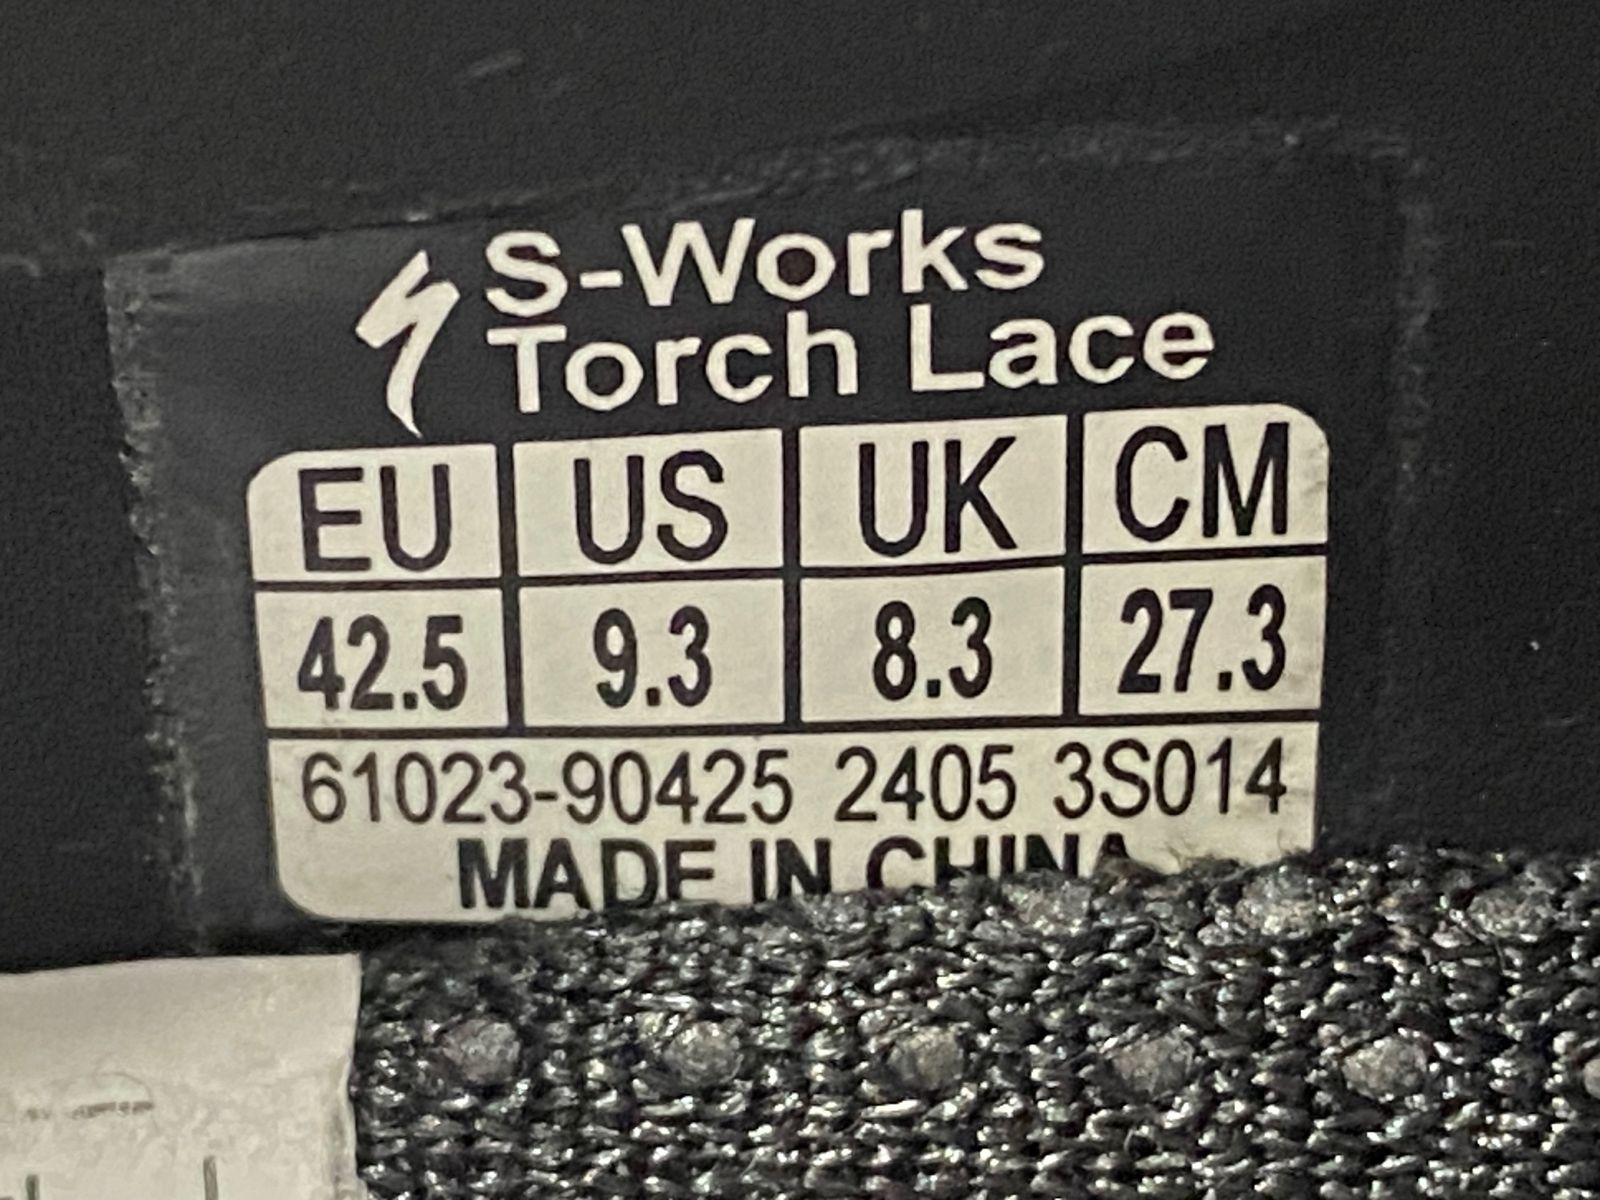 S-Works
Torch Lace
EU US UK CM
42.5 9.3 8.3 27.3
61023-90425 2405 3S014
MADE IN CHINA